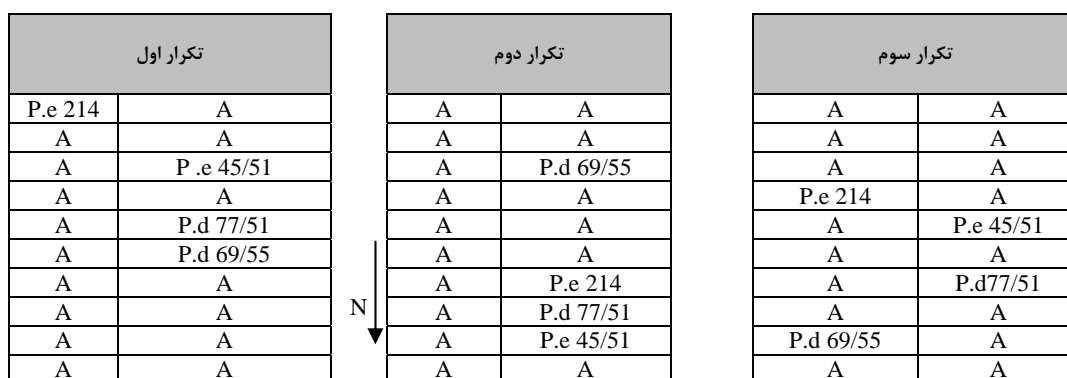 تکرار اول تکرار دوم تکرار سوم
P.e 214 A A A A A
A A A A A A
A P .e 45/51 A P.d 69/55 A A
A A A A P.e 214 A
A P.d 77/51 A A A P.e 45/51
A P.d 69/55 A A A A
A A A P.e 214 A P.d77/51
A A N A P.d 77/51 A A
A A A P.e 45/51 P.d 69/55 A
A A A A A A